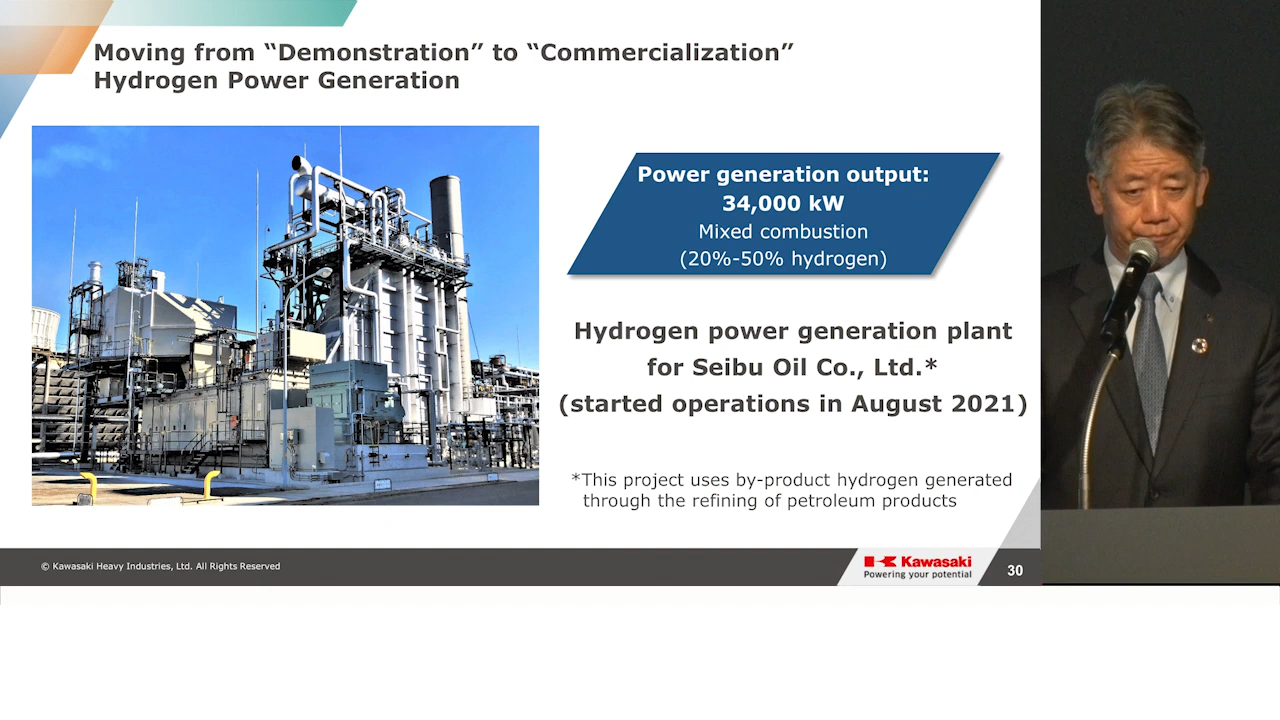 Moving from “Demonstration” to “Commercialization”
Hydrogen Power Generation
Power generation output:
34,000 kW
Mixed combustion
(20%-50% hydrogen)
Hydrogen power generation plant
for Seibu Oil Co., Ltd.*
(started operations in August 2021)
*This project uses by-product hydrogen generated
through the refining of petroleum products
© Kawasaki Heavy Industries, Ltd. All Rights Reserved
Kawasaki
Powering your potential
30